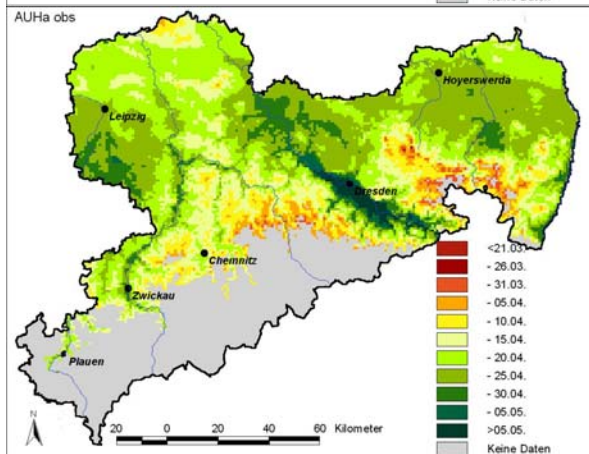 AUHa obs
Hoyerswerda
Leipzig
Dresden
Chemnitz
Zwickau
Plauen
<21.03.
- 26.03.
- 31.03.
- 05.04.
- 10.04.
- 15.04.
- 20.04.
- 25.04.
- 30.04.
- 05.05.
>05.05.
Keine Daten
N
20 0 20 40 60 Kilometer